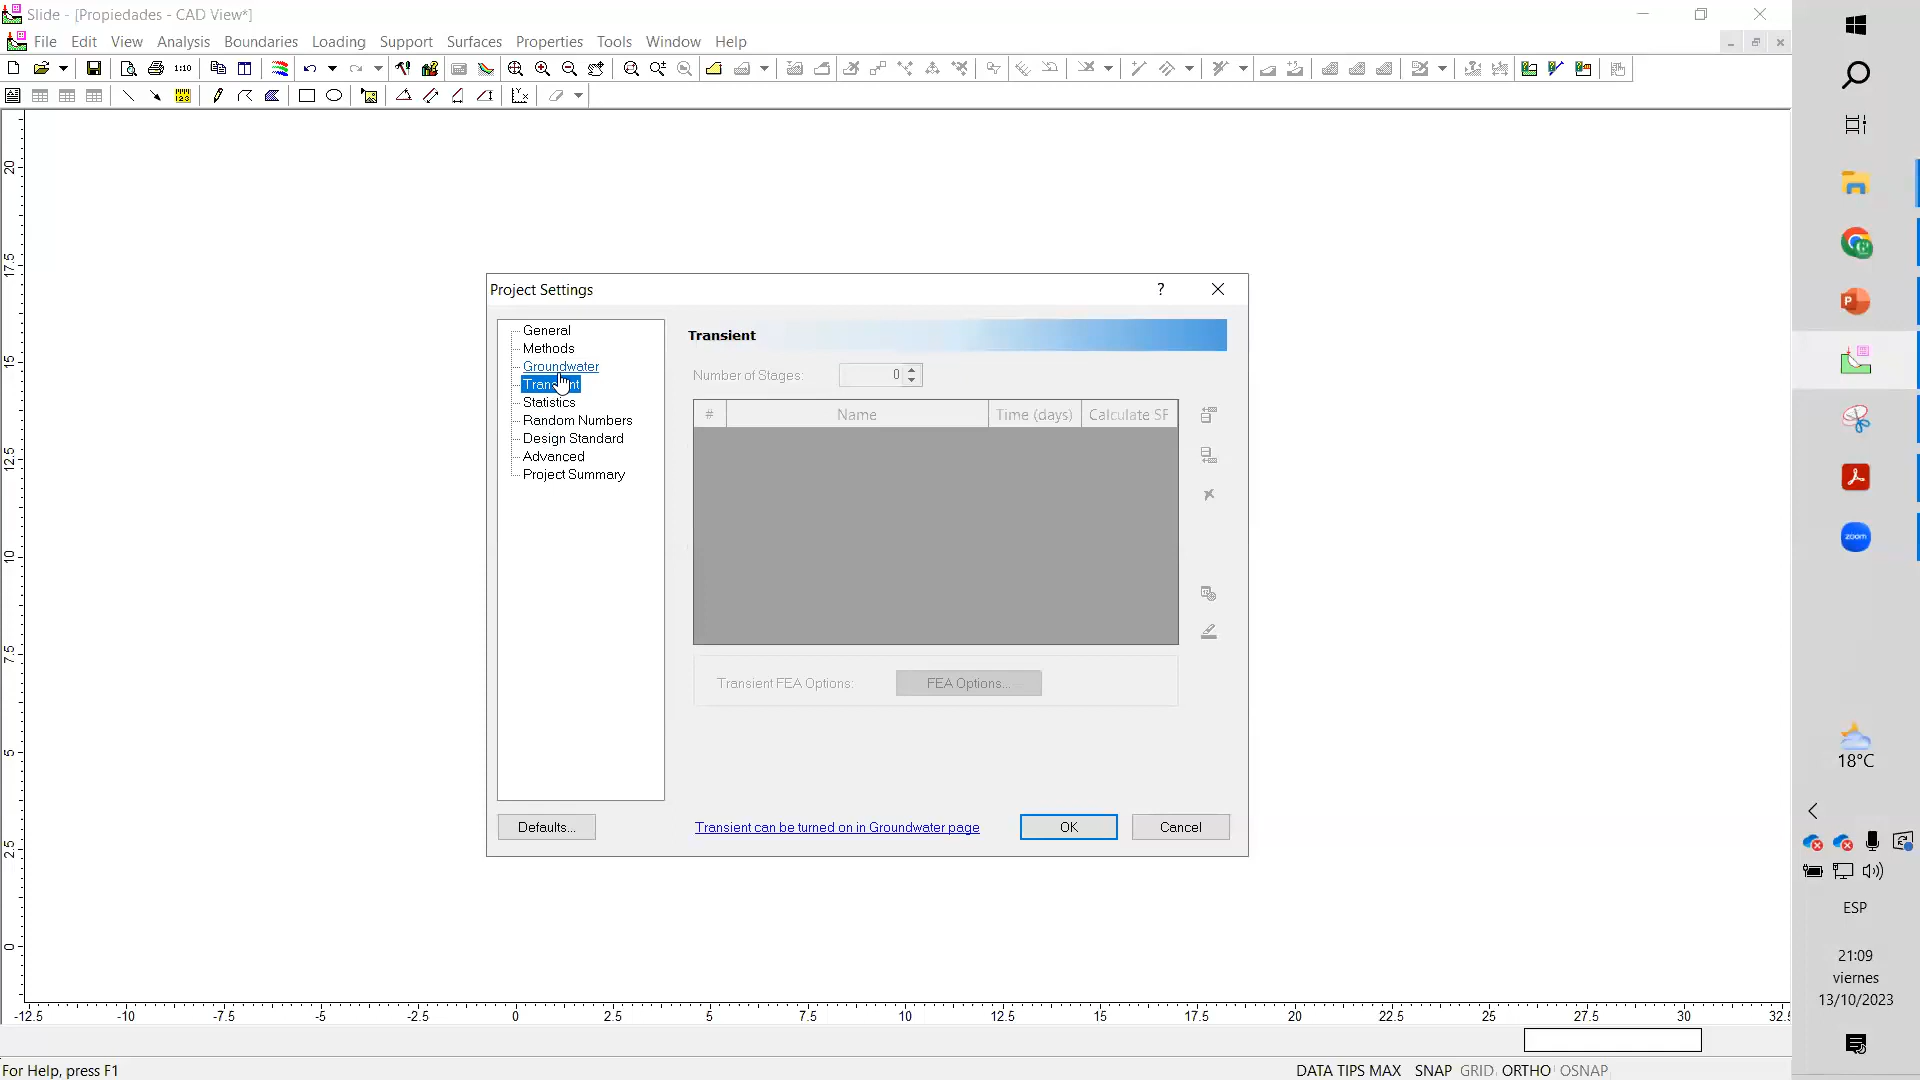 Slide - [Propiedades - CAD View*]
File Edit View Analysis Boundaries Loading Support Surfaces Properties Tools Window Help
1:10
123
Project Settings
?
General
Methods
Groundwater
Transient
Statistics
Random Numbers
Design Standard
Advanced
Project Summary
Transient
Number of Stages: 0
# Name Time (days) Calculate SF
Transient FEA Options: FEA Options...
Defaults... Transient can be turned on in Groundwater page OK Cancel
20
17.5
15
12.5
10
7.5
5
2.5
0
-12.5 -10 -7.5 -5 -2.5 0 2.5 5 7.5 10 12.5 15 17.5 20 22.5 25 27.5 30 32.5
For Help, press F1 DATA TIPS MAX SNAP GRID ORTHO OSNAP
zoom
18°C
ESP
21:09
viernes
13/10/2023